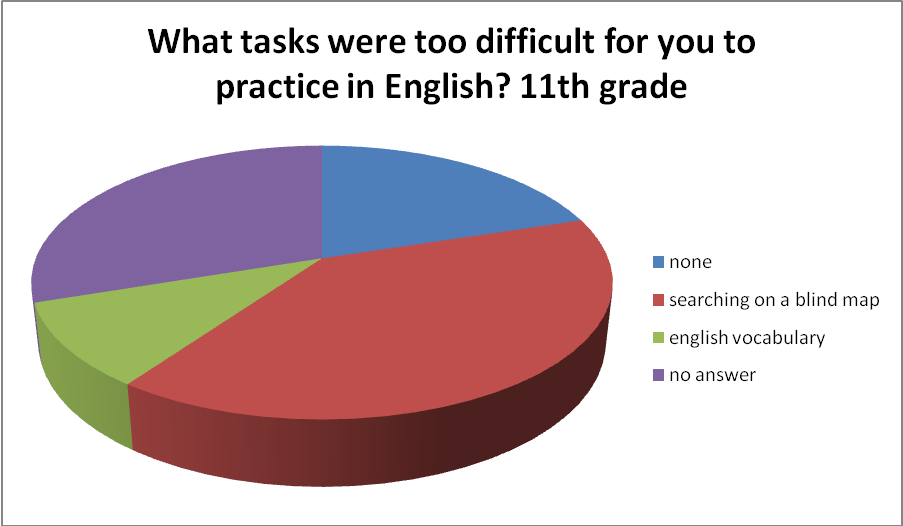 What tasks were too difficult for you to
practice in English? 11th grade
none
searching on a blind map
english vocabulary
no answer